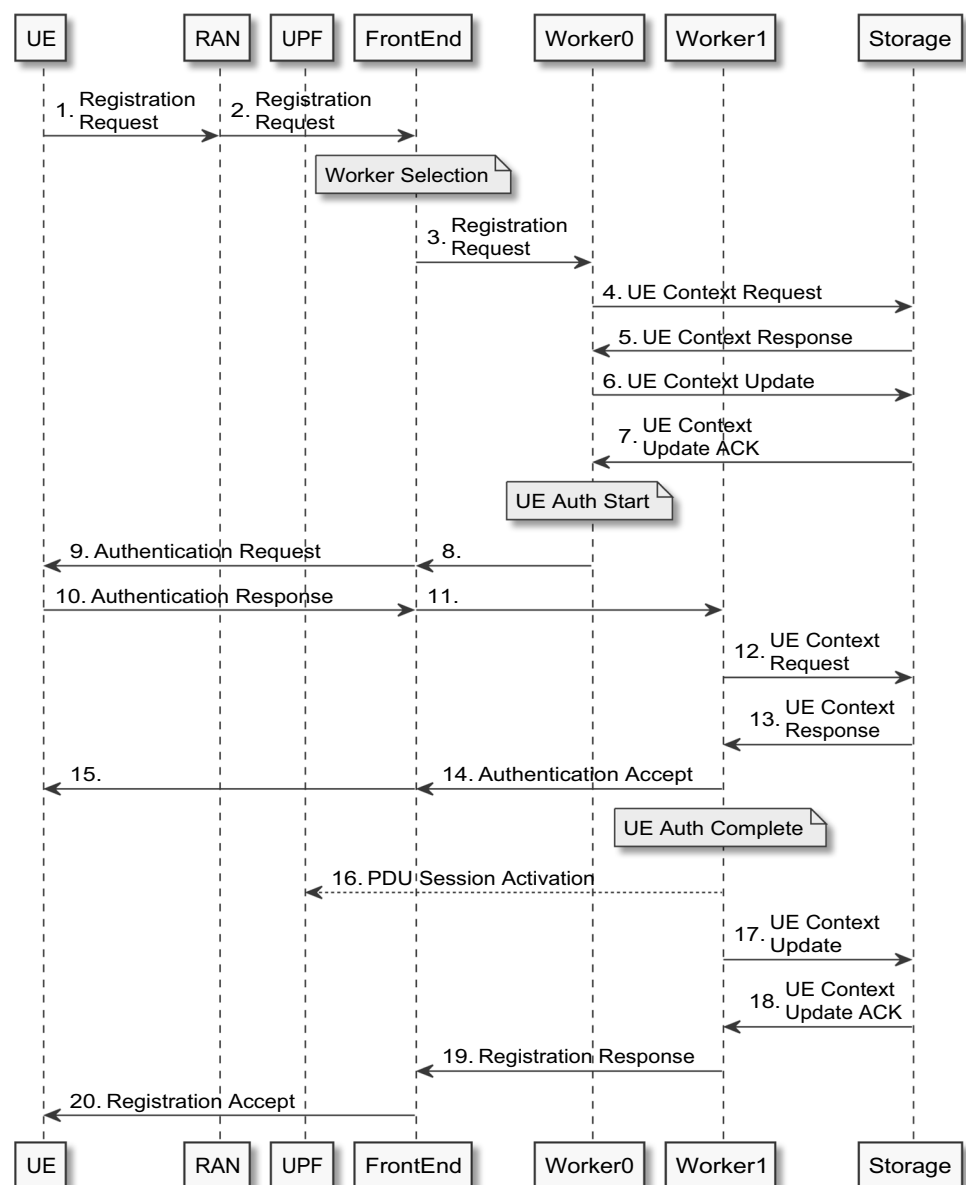 UE RAN UPF FrontEnd Worker0 Worker1 Storage
1. Registration
Request
2. Registration
Request
Worker Selection
3. Registration
Request
4. UE Context Request
5. UE Context Response
6. UE Context Update
7. UE Context
Update ACK
UE Auth Start
9. Authentication Request
8.
10. Authentication Response
11.
12. UE Context
Request
13. UE Context
Response
15.
14. Authentication Accept
UE Auth Complete
16. PDU Session Activation
17. UE Context
Update
18. UE Context
Update ACK
19. Registration Response
20. Registration Accept
UE RAN UPF FrontEnd Worker0 Worker1 Storage